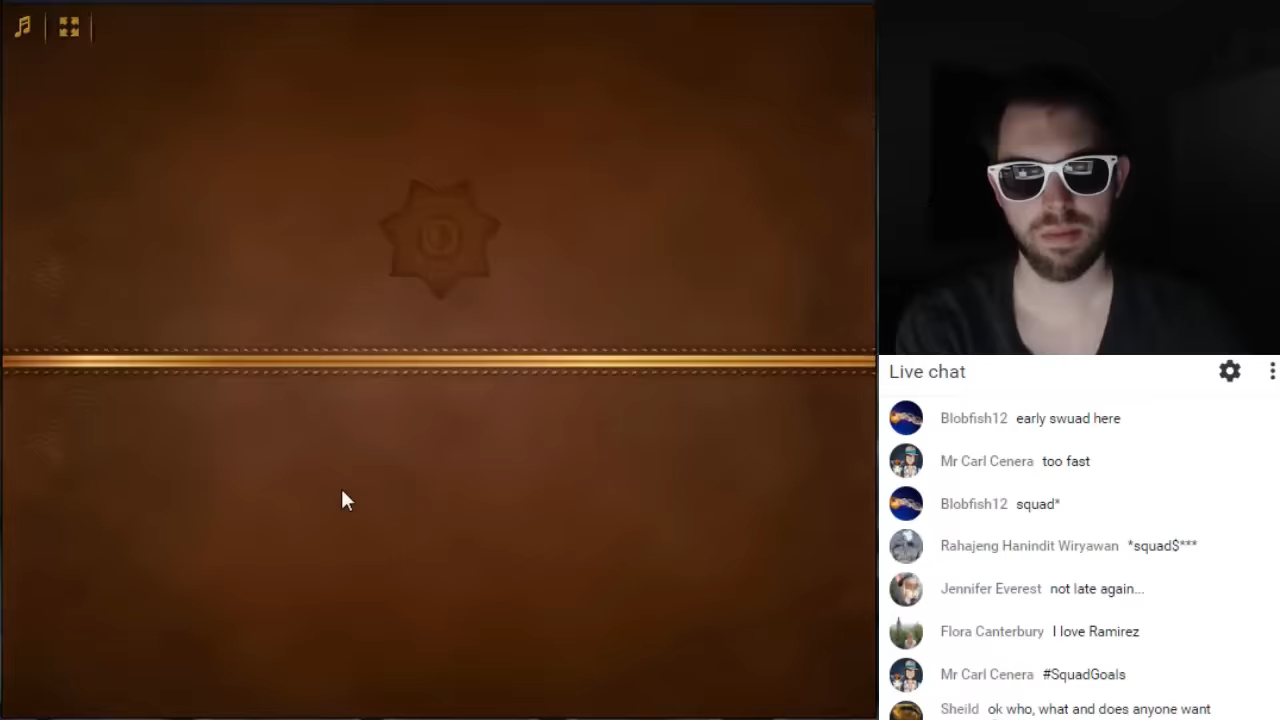 Live chat
Blobfish12 early swuad here
Mr Carl Cenera too fast
Blobfish12 squad*
Rahajeng Hanindit Wiryawan *squad$***
Jennifer Everest not late again...
Flora Canterbury I love Ramirez
Mr Carl Cenera #SquadGoals
Sheild ok who, what and does anyone want